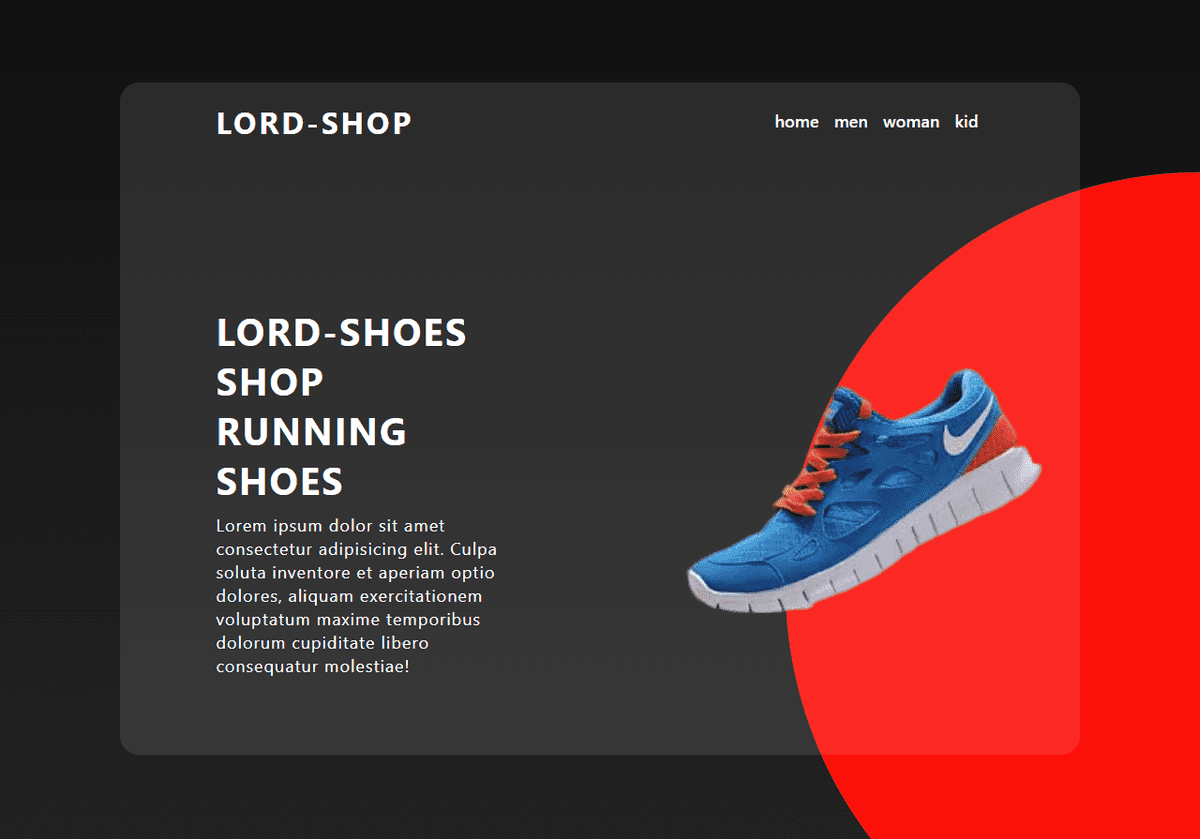 LORD-SHOP
home men woman kid
LORD-SHOES
SHOP
RUNNING
SHOES
Lorem ipsum dolor sit amet
consectetur adipisicing elit. Culpa
soluta inventore et aperiam optio
dolores, aliquam exercitationem
voluptatum maxime temporibus
dolorum cupiditate libero
consequatur molestiae!